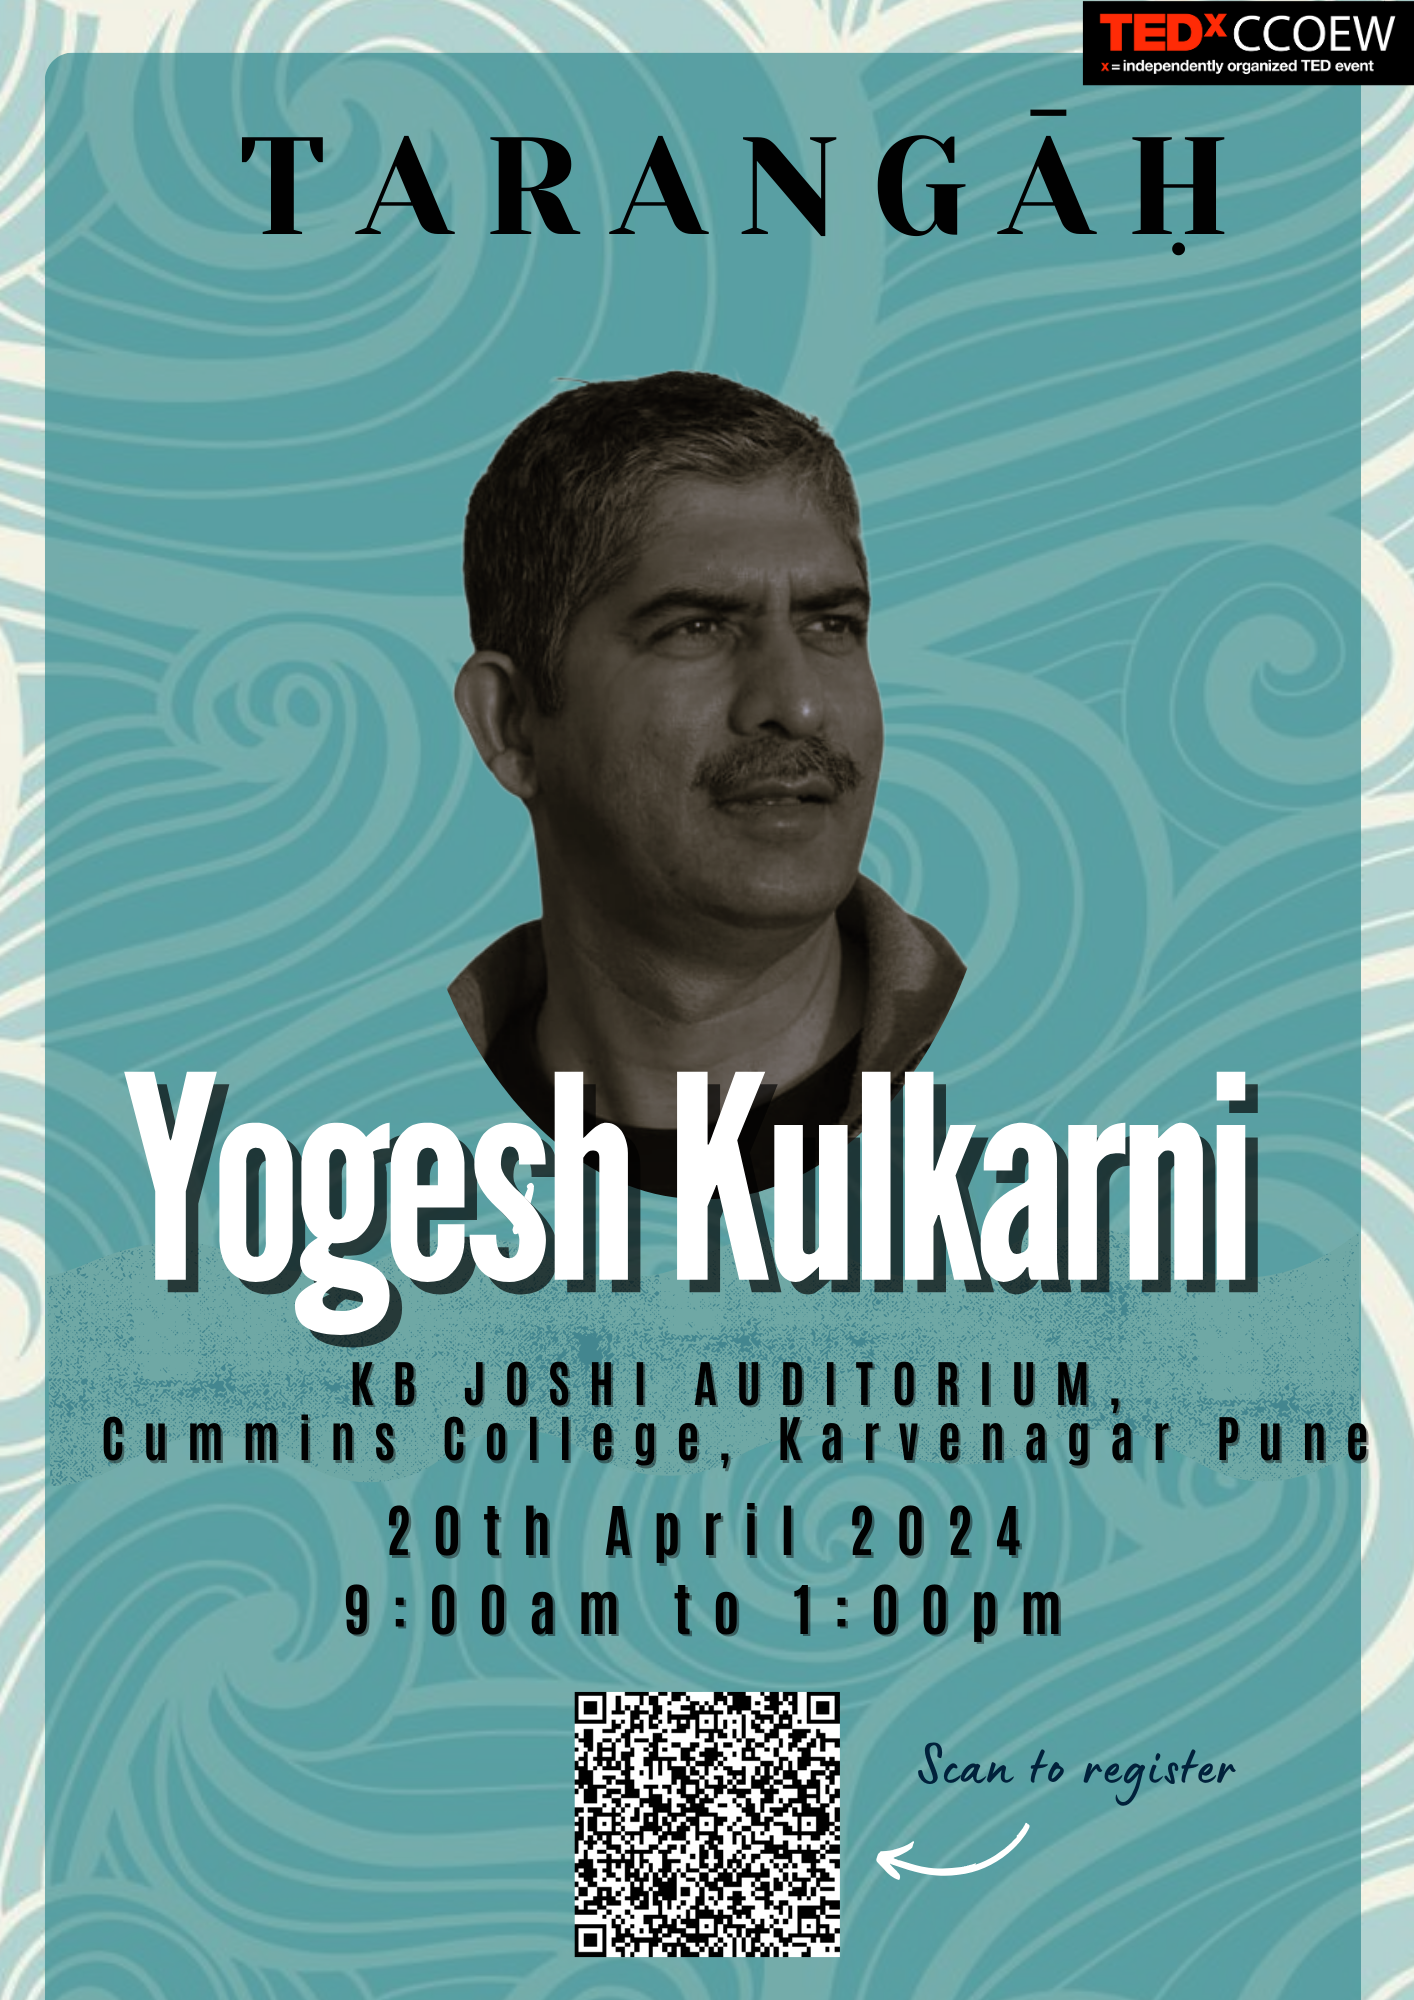 TEDx CCOEW
x = independently organized TED event
TARANGĀḤ
Yogesh Kulkarni
KB JOSHI AUDITORIUM,
Cummins College, Karvenagar Pune
20th April 2024
9:00am to 1:00pm
Scan to register